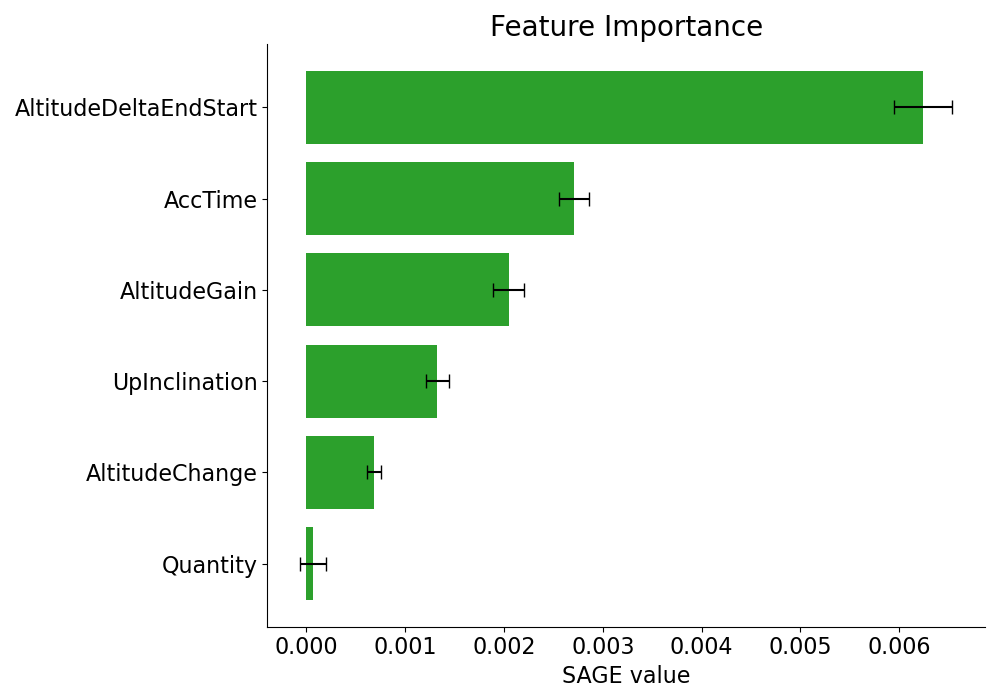 Feature Importance
AltitudeDeltaEndStart
AccTime
AltitudeGain
UpInclination
AltitudeChange
Quantity
0.000 0.001 0.002 0.003 0.004 0.005 0.006
SAGE value